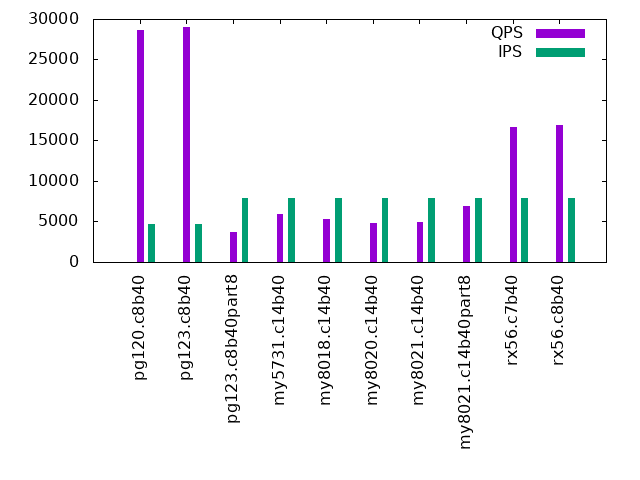 30000
25000
20000
15000
10000
5000
0
QPS
IPS
pg120.c8b40
pg123.c8b40
pg123.c8b40part8
my5731.c14b40
my8018.c14b40
my8020.c14b40
my8021.c14b40
my8021.c14b40part8
rx56.c7b40
rx56.c8b40